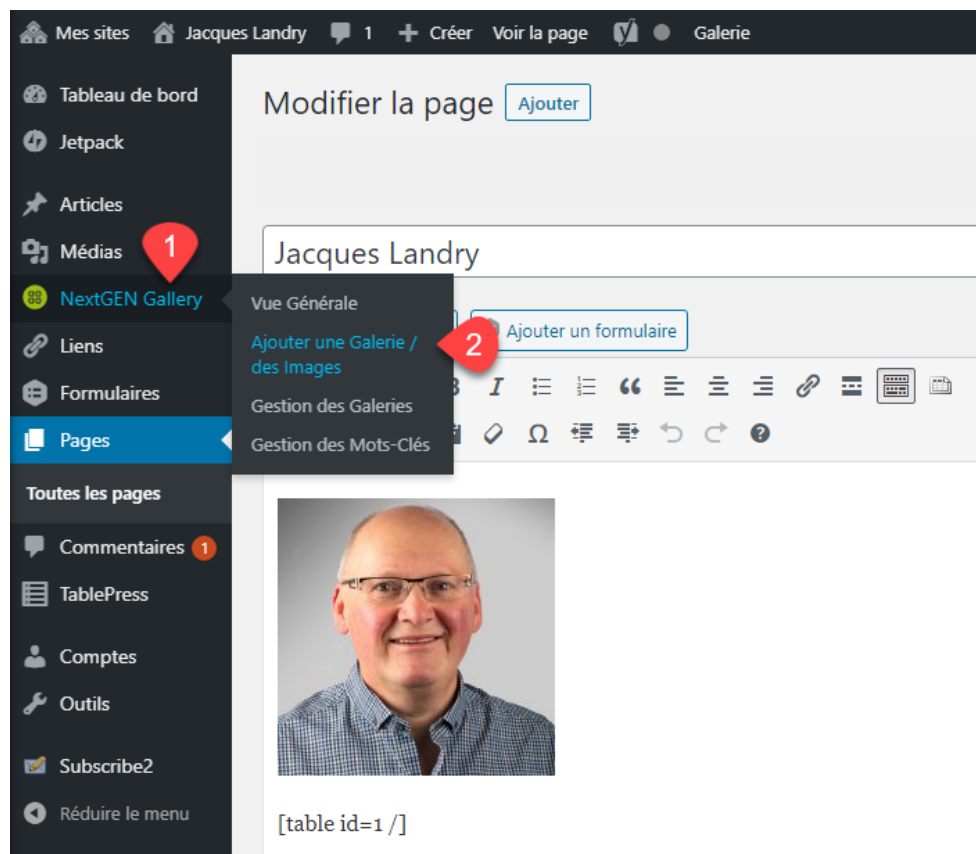 Mes sites Jacques Landry 1 + Créer Voir la page Galerie
Tableau de bord
Jetpack
Articles
Médias
NextGEN Gallery
Liens
Formulaires
Pages
Toutes les pages
Commentaires 1
TablePress
Comptes
Outils
Subscribe2
Réduire le menu
1
Vue Générale
Ajouter une Galerie /
des Images
Gestion des Galeries
Gestion des Mots-Clés
2
Modifier la page Ajouter
Jacques Landry
Ajouter un formulaire
[table id=1 /]